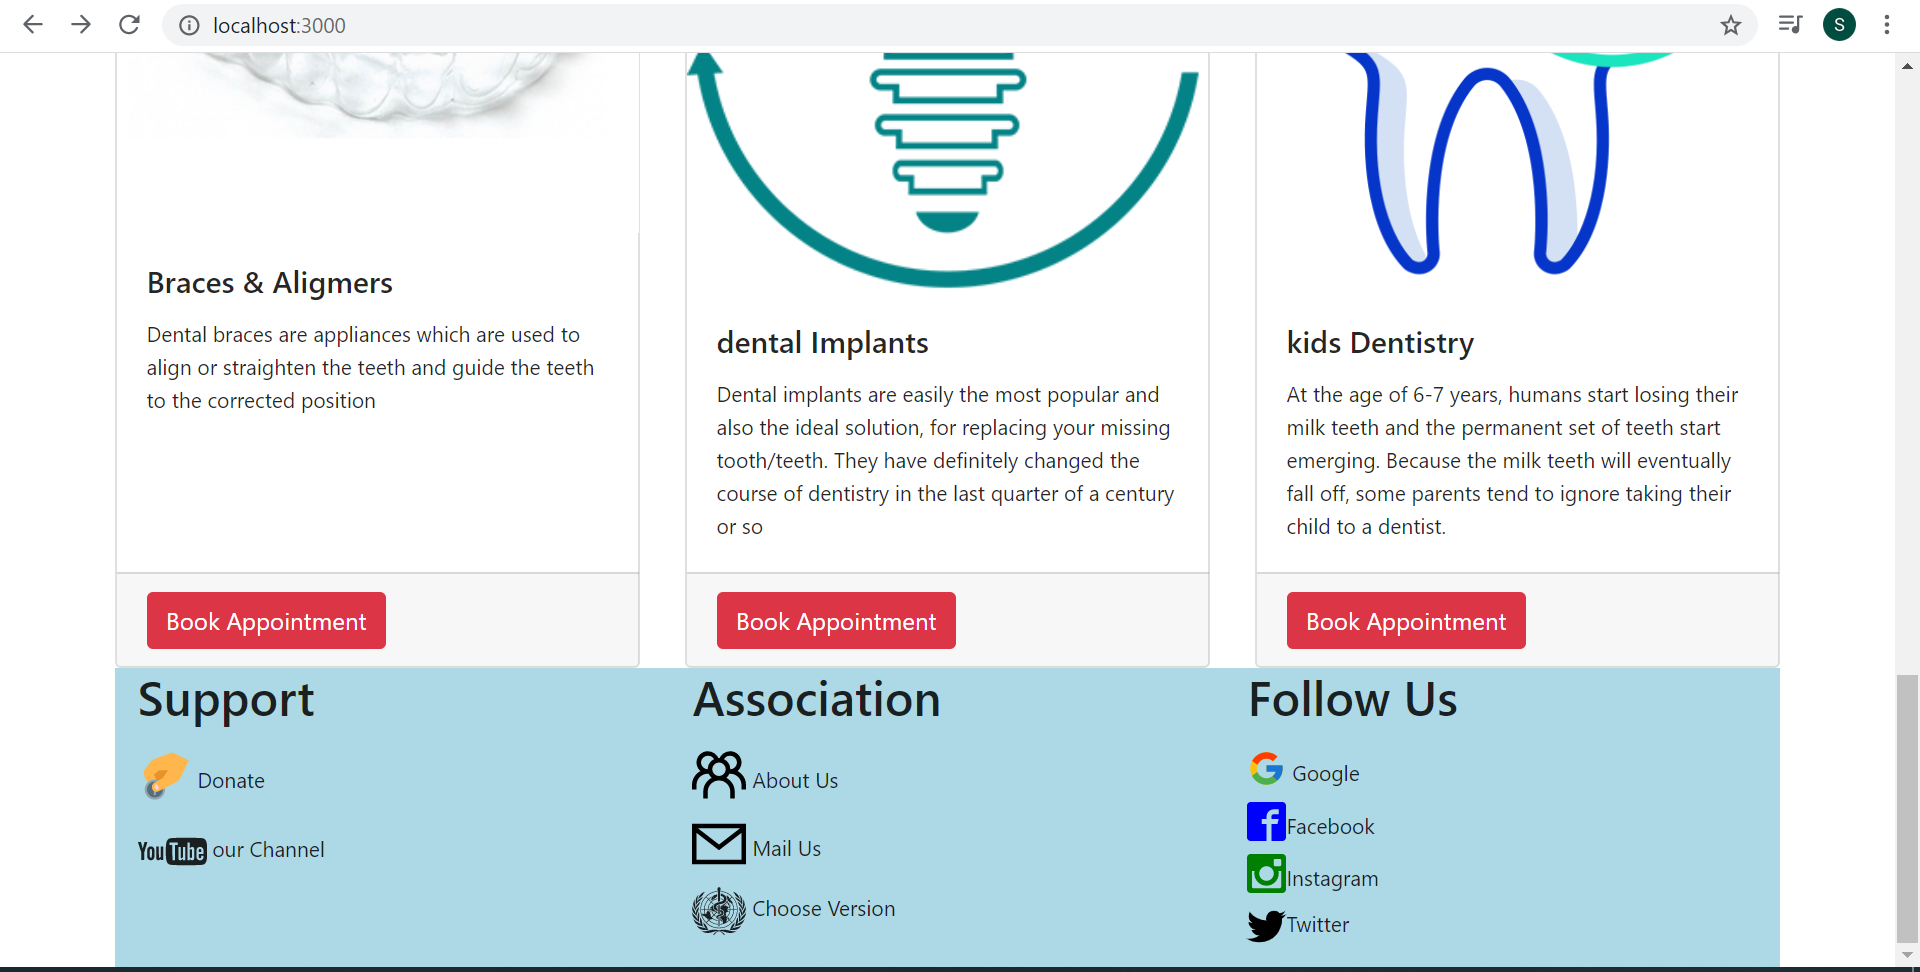 localhost:3000
S
Braces & Aligmers
Dental braces are appliances which are used to
align or straighten the teeth and guide the teeth
to the corrected position
Book Appointment
dental Implants
Dental implants are easily the most popular and
also the ideal solution, for replacing your missing
tooth/teeth. They have definitely changed the
course of dentistry in the last quarter of a century
or so
Book Appointment
kids Dentistry
At the age of 6-7 years, humans start losing their
milk teeth and the permanent set of teeth start
emerging. Because the milk teeth will eventually
fall off, some parents tend to ignore taking their
child to a dentist.
Book Appointment
Support
Donate
YouTube our Channel
Association
About Us
Mail Us
Choose Version
Follow Us
Google
Facebook
Instagram
Twitter